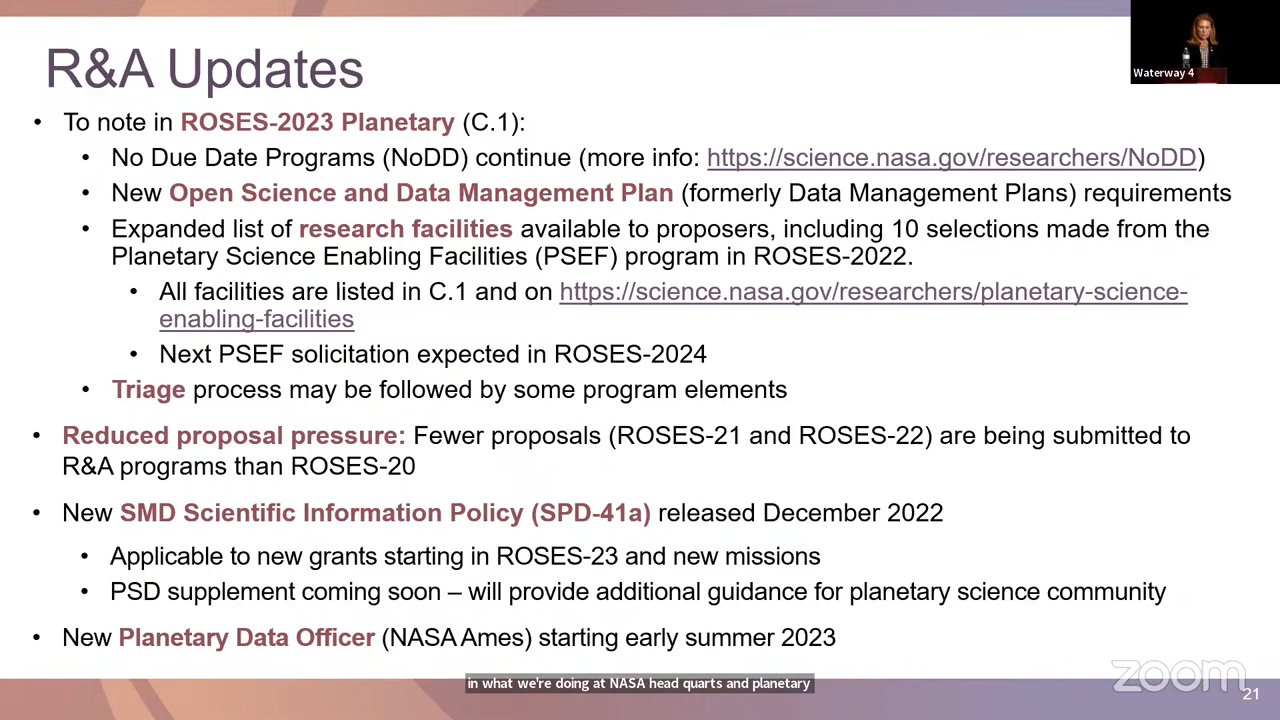 R&A Updates
Waterway 4
• To note in ROSES-2023 Planetary (C.1):
• No Due Date Programs (NoDD) continue (more info: https://science.nasa.gov/researchers/NoDD)
• New Open Science and Data Management Plan (formerly Data Management Plans) requirements
• Expanded list of research facilities available to proposers, including 10 selections made from the
Planetary Science Enabling Facilities (PSEF) program in ROSES-2022.
• All facilities are listed in C.1 and on https://science.nasa.gov/researchers/planetary-science-
enabling-facilities
• Next PSEF solicitation expected in ROSES-2024
• Triage process may be followed by some program elements
• Reduced proposal pressure: Fewer proposals (ROSES-21 and ROSES-22) are being submitted to
R&A programs than ROSES-20
• New SMD Scientific Information Policy (SPD-41a) released December 2022
• Applicable to new grants starting in ROSES-23 and new missions
• PSD supplement coming soon – will provide additional guidance for planetary science community
• New Planetary Data Officer (NASA Ames) starting early summer 2023
in what we're doing at NASA head quarts and planetary
zoom
21